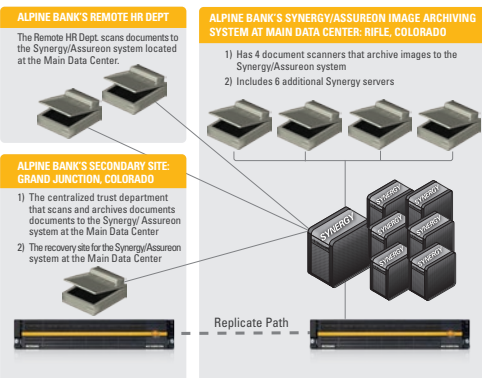 ALPINE BANK'S REMOTE HR DEPT
The Remote HR Dept. scans documents to
the Synergy/Assureon system located
at the Main Data Center.
ALPINE BANK'S SECONDARY SITE:
GRAND JUNCTION, COLORADO
1) The centralized trust department
that scans and archives documents
documents to the Synergy/ Assureon
system at the Main Data Center
2) The recovery site for the Synergy/Assureon
system at the Main Data Center
ALPINE BANK'S SYNERGY/ASSUREON IMAGE ARCHIVING
SYSTEM AT MAIN DATA CENTER: RIFLE, COLORADO
1) Has 4 document scanners that archive images to the
Synergy/Assureon system
2) Includes 6 additional Synergy servers
SYNERGY
SYNERGY
SYNERGY
SYNERGY
SYNERGY
SYNERGY
SYNERGY
Replicate Path